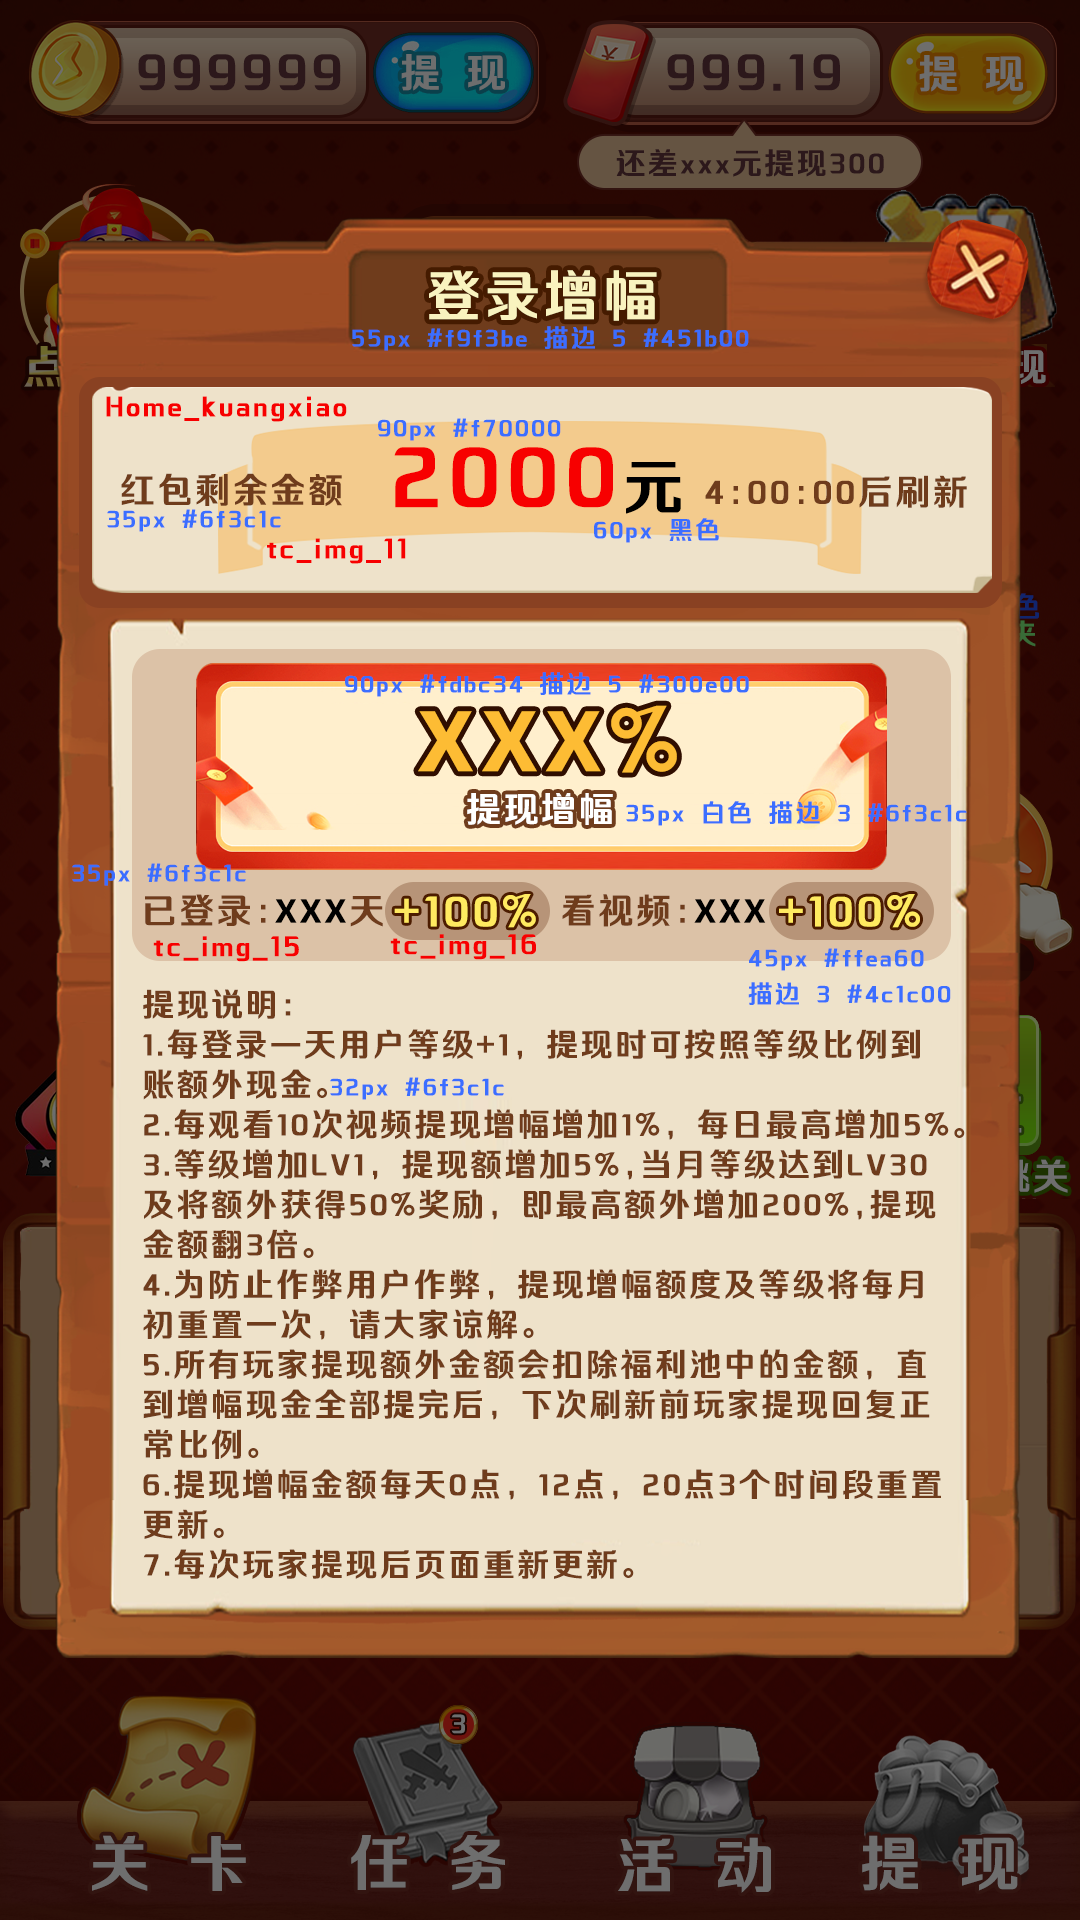 999999 提 现 999.19 提 现
还差xxx元提现300
登录增幅
55px #f9f3be 描边 5 #451b00
点
现
Home_kuangxiao
90px #f70000
红包剩余金额 2000元 4:00:00后刷新
35px #6f3c1c
60px 黑色
tc_img_11
色
夹
90px #fdbc34 描边 5 #300e00
XXX%
提现增幅 35px 白色 描边 3 #6f3c1c
35px #6f3c1c
已登录:XXX天+100% 看视频:XXX+100%
tc_img_15 tc_img_16
45px #ffea60
描边 3 #4c1c00
提现说明:
1.每登录一天用户等级+1，提现时可按照等级比例到
账额外现金。32px #6f3c1c
2.每观看10次视频提现增幅增加1%，每日最高增加5%。
3.等级增加LV1，提现额增加5%,当月等级达到LV30
及将额外获得50%奖励，即最高额外增加200%,提现
金额翻3倍。
跳关
4.为防止作弊用户作弊，提现增幅额度及等级将每月
初重置一次，请大家谅解。
5.所有玩家提现额外金额会扣除福利池中的金额，直
到增幅现金全部提完后，下次刷新前玩家提现回复正
常比例。
6.提现增幅金额每天0点，12点，20点3个时间段重置
更新。
7.每次玩家提现后页面重新更新。
3
关 卡 任 务 活 动 提 现